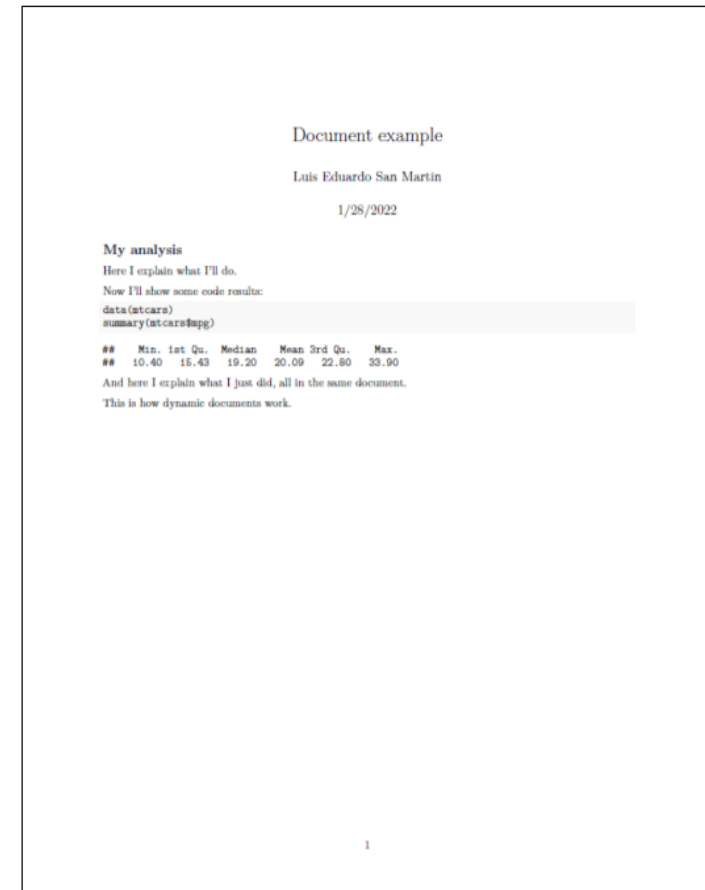 Document example
Luis Eduardo San Martin
1/28/2022
My analysis
Here I explain what I'll do.
Now I'll show some code results:
data(mtcars)
summary(mtcars$mpg)
## Min. 1st Qu. Median Mean 3rd Qu. Max.
## 10.40 15.43 19.20 20.09 22.80 33.90
And here I explain what I just did, all in the same document.
This is how dynamic documents work.
1